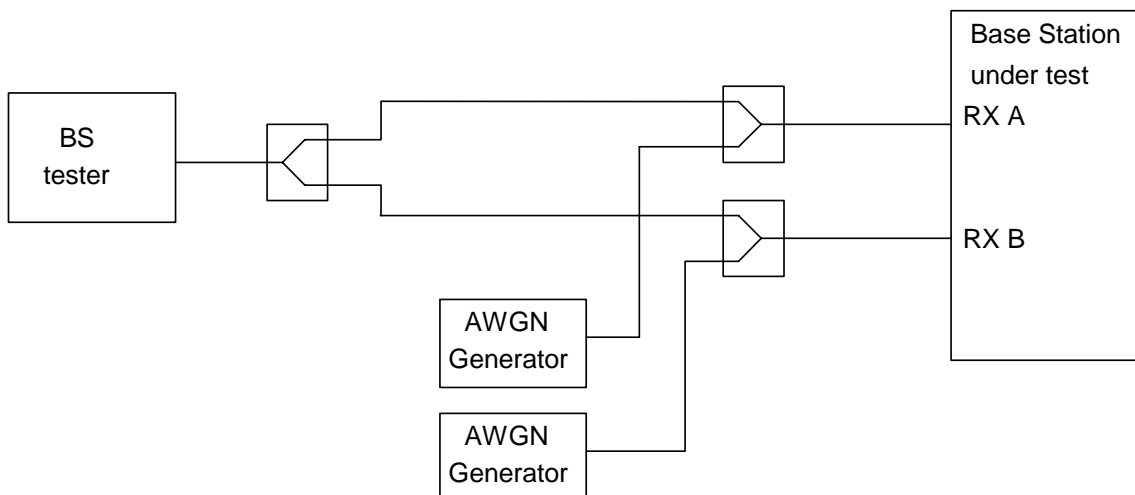 BS
tester
Base Station
under test
RX A
RX B
AWGN
Generator
AWGN
Generator